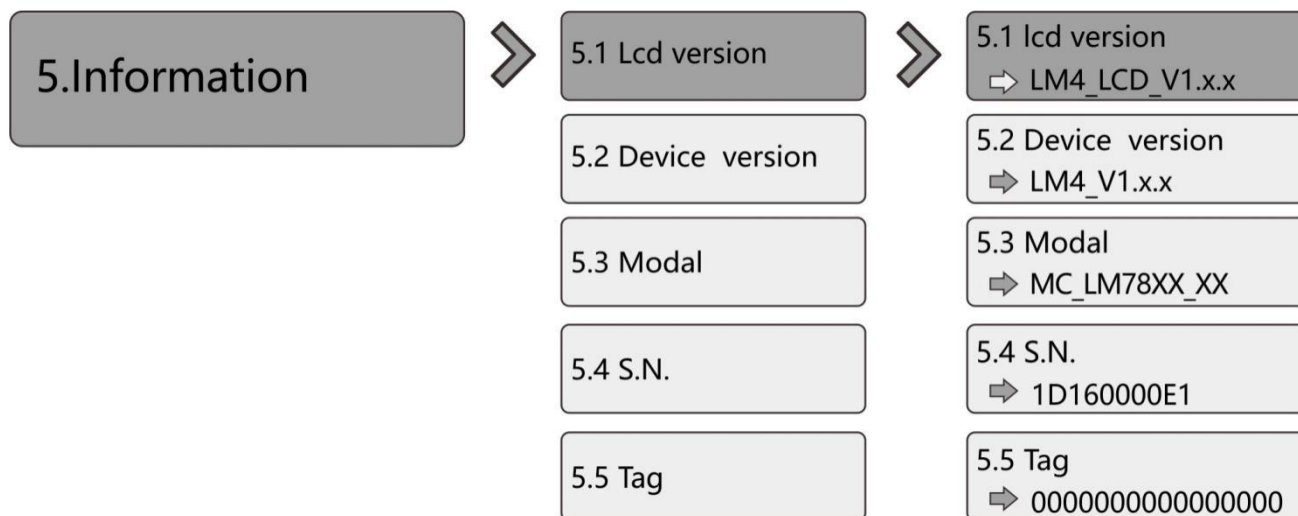 5.Information
5.1 Lcd version
5.2 Device version
5.3 Modal
5.4 S.N.
5.5 Tag
5.1 lcd version
LM4_LCD_V1.x.x
5.2 Device version
LM4_V1.x.x
5.3 Modal
MC_LM78XX_XX
5.4 S.N.
1D160000E1
5.5 Tag
0000000000000000